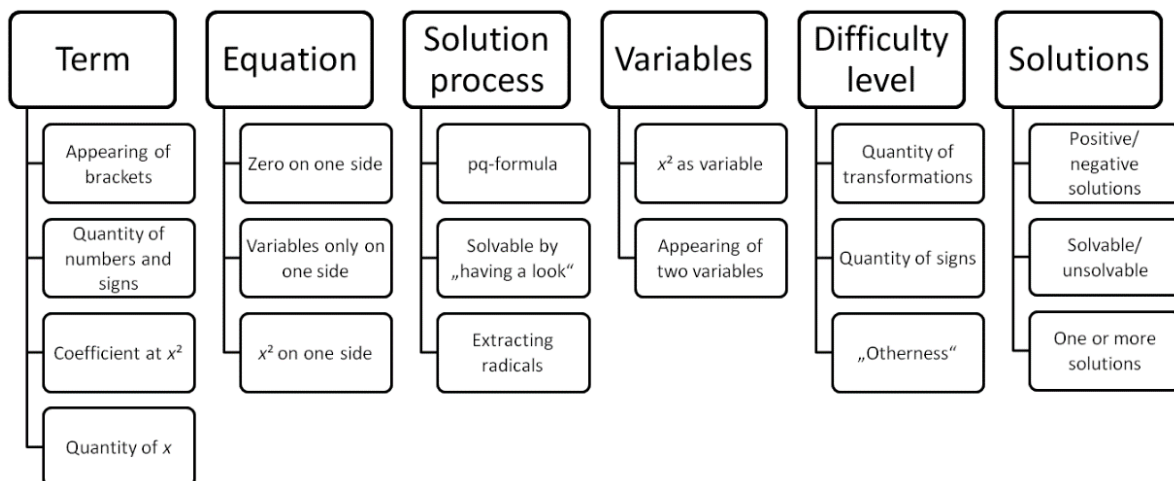 Term
Appearing of
brackets
Quantity of
numbers and
signs
Coefficient at x²
Quantity of x
Equation
Zero on one side
Variables only on
one side
x² on one side
Solution
process
pq-formula
Solvable by
„having a look“
Extracting
radicals
Variables
x² as variable
Appearing of
two variables
Difficulty
level
Quantity of
transformations
Quantity of signs
„Otherness“
Solutions
Positive/
negative
solutions
Solvable/
unsolvable
One or more
solutions